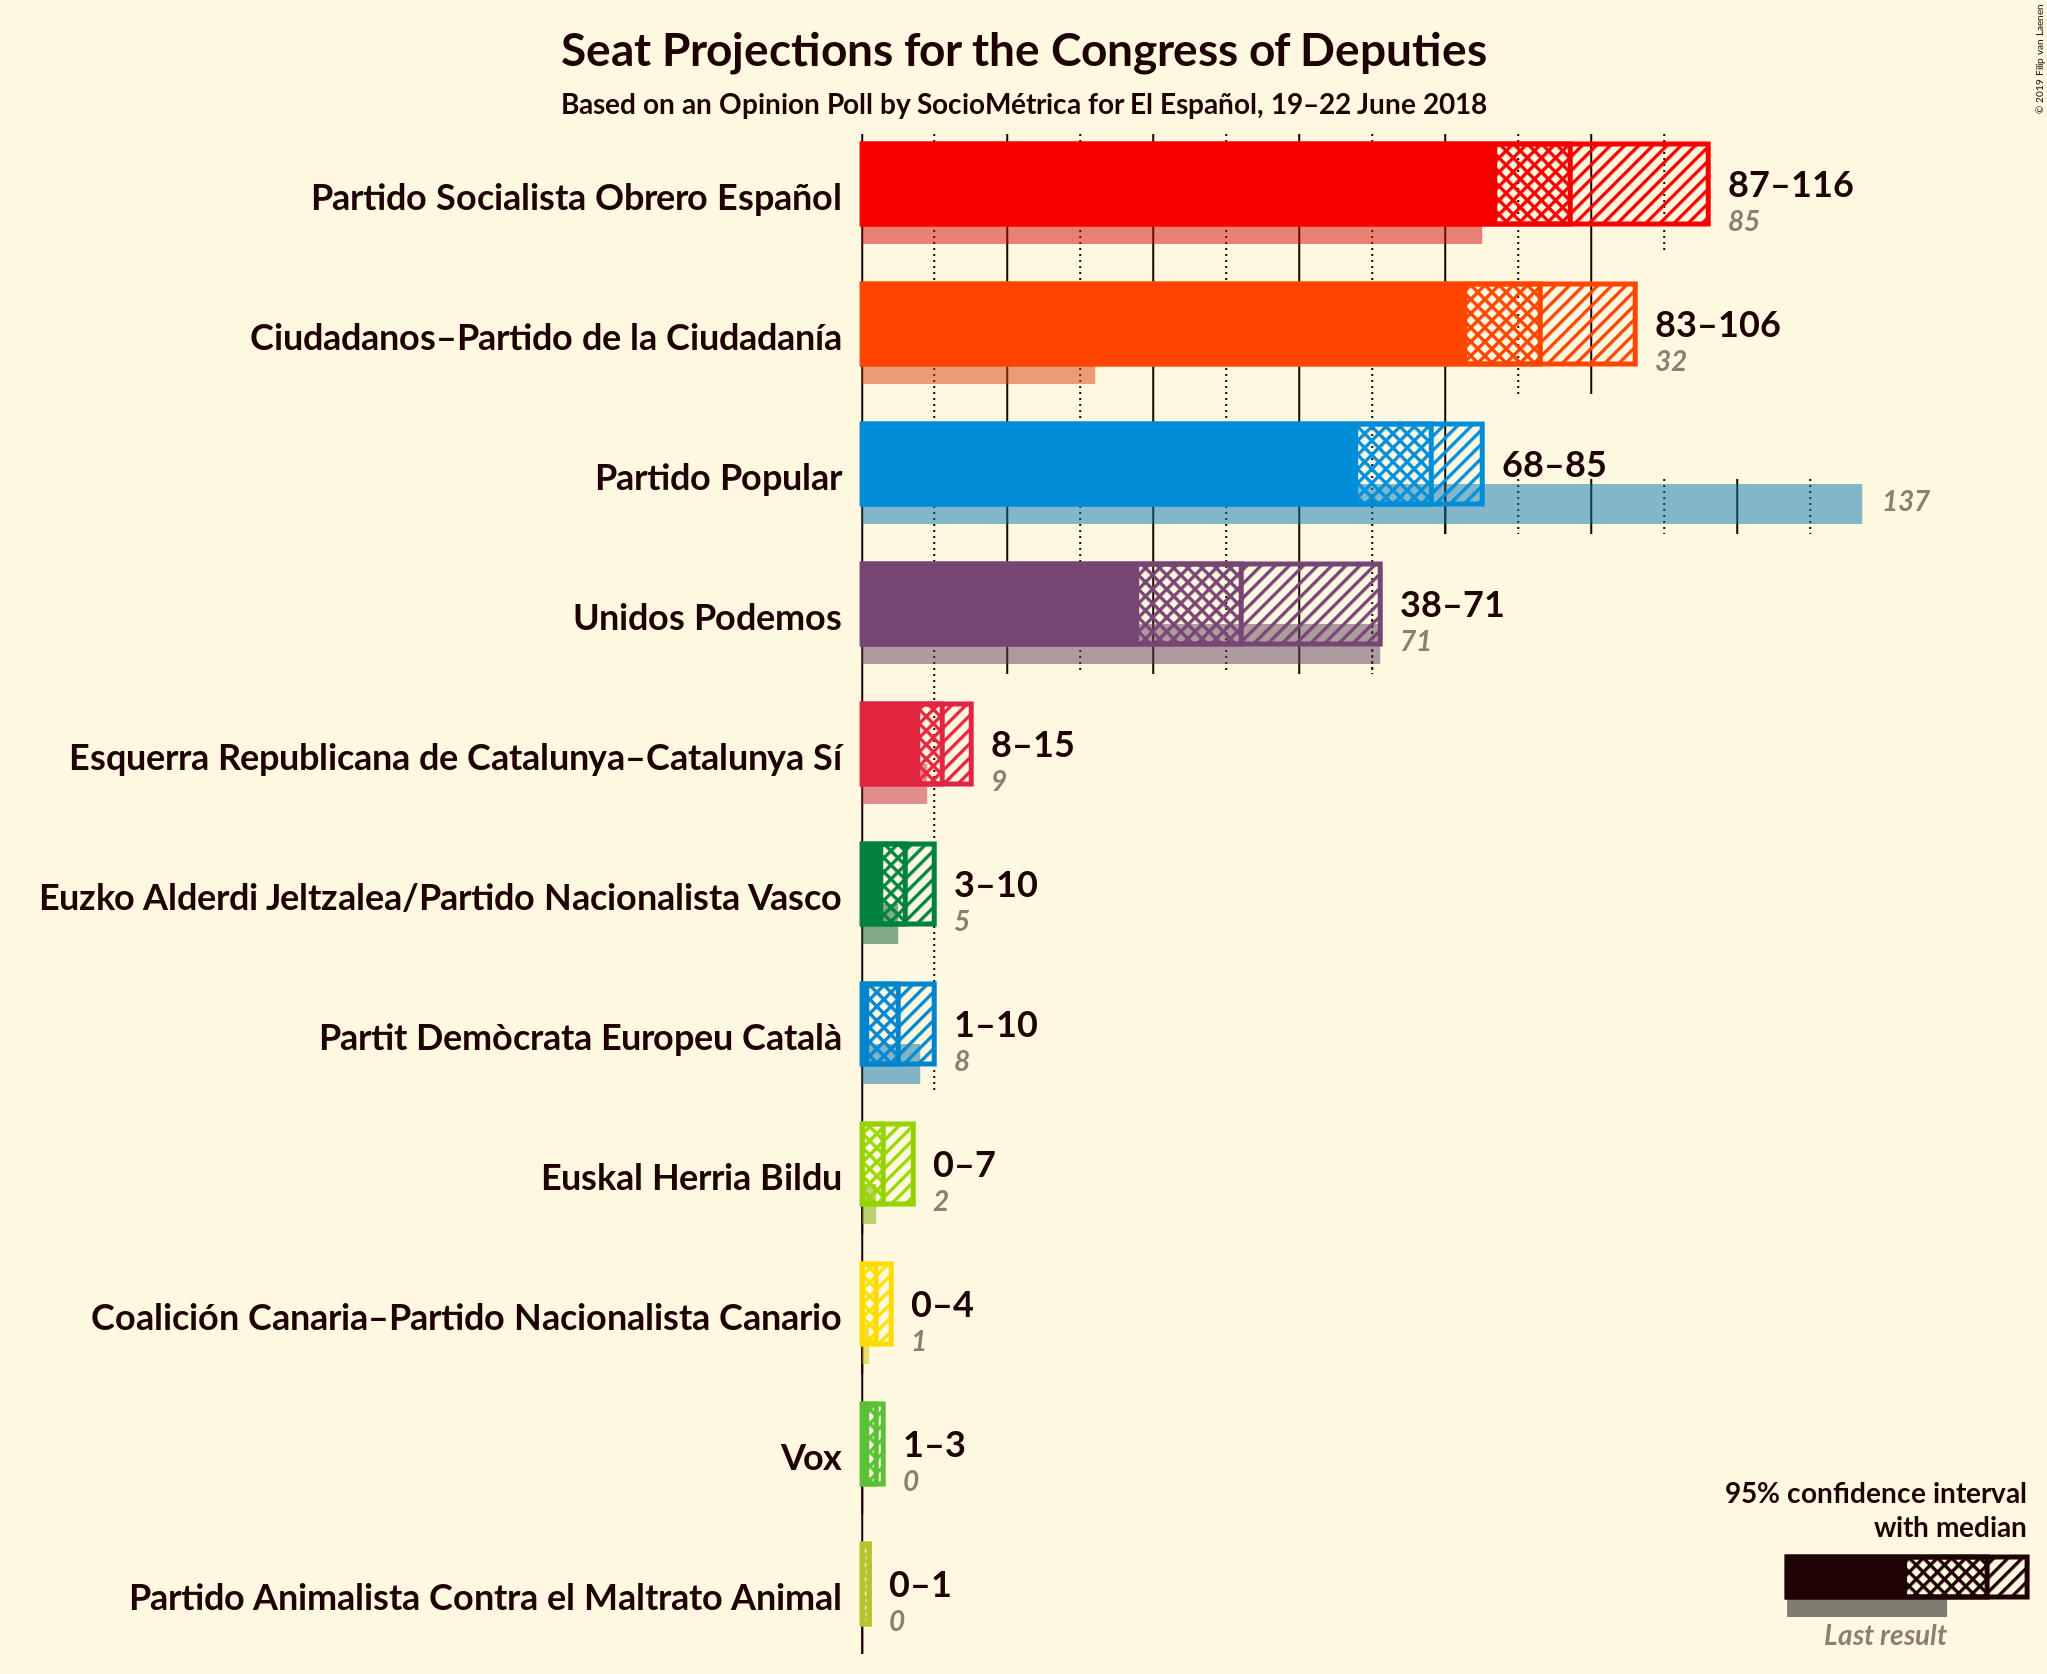 Seat Projections for the Congress of Deputies
Based on an Opinion Poll by SocioMétrica for El Español, 19–22 June 2018
© 2019 Filip van Laenen
Partido Socialista Obrero Español
87–116
85
Ciudadanos–Partido de la Ciudadanía
83–106
32
Partido Popular
68–85
137
Unidos Podemos
38–71
71
Esquerra Republicana de Catalunya–Catalunya Sí
8–15
9
Euzko Alderdi Jeltzalea/Partido Nacionalista Vasco
3–10
5
Partit Demòcrata Europeu Català
1–10
8
Euskal Herria Bildu
0–7
2
Coalición Canaria–Partido Nacionalista Canario
0–4
1
Vox
1–3
0
Partido Animalista Contra el Maltrato Animal
0–1
0
95% confidence interval
with median
Last result